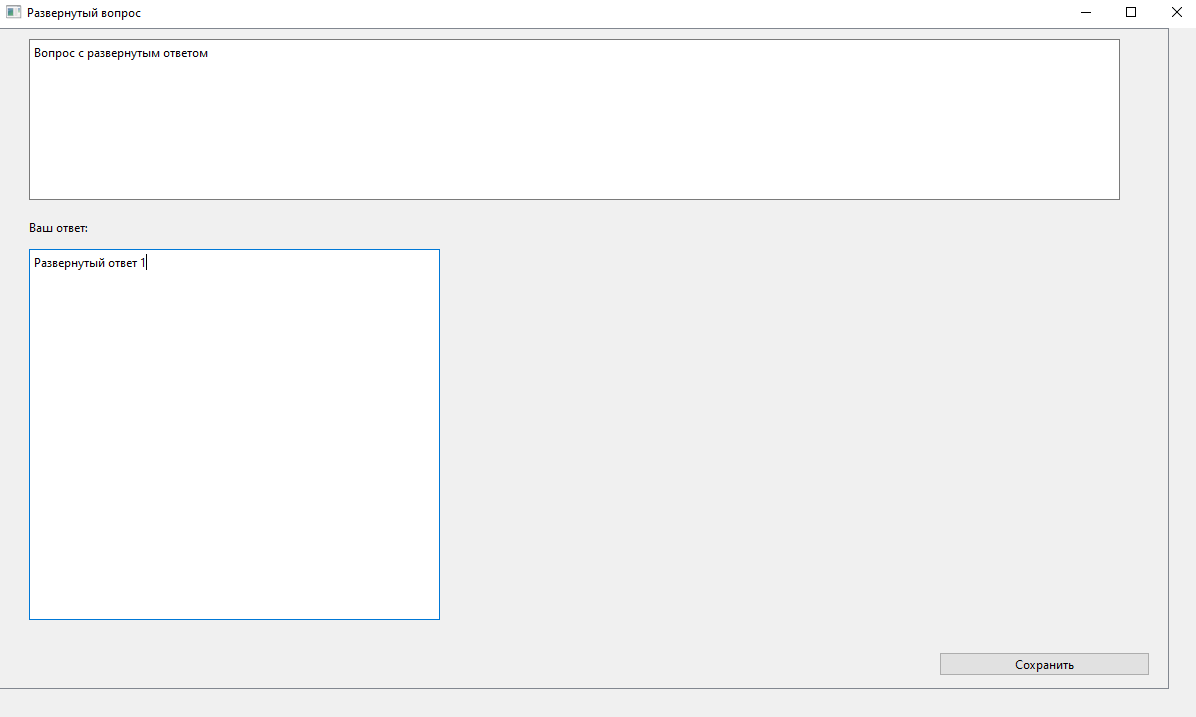 Развернутый вопрос
Вопрос с развернутым ответом
Ваш ответ:
Развернутый ответ 1
Сохранить